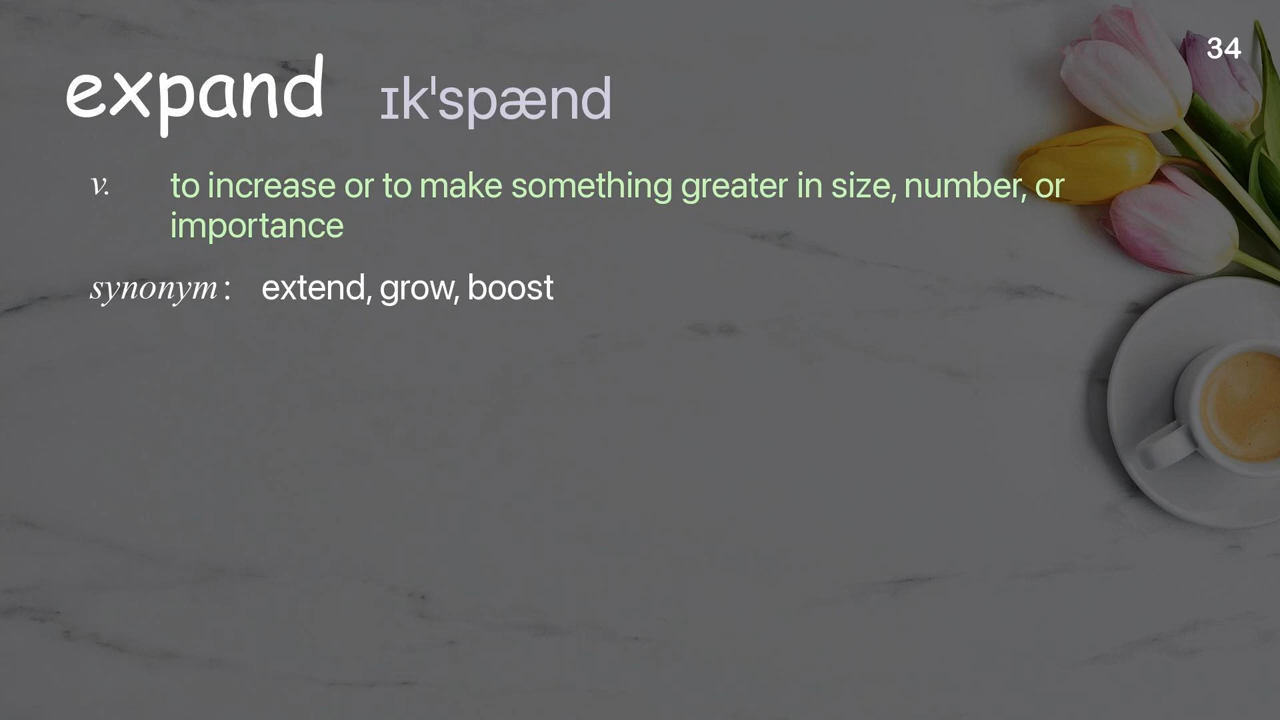 34
expand ɪkˈspænd
v. to increase or to make something greater in size, number, or
importance
synonym: extend, grow, boost